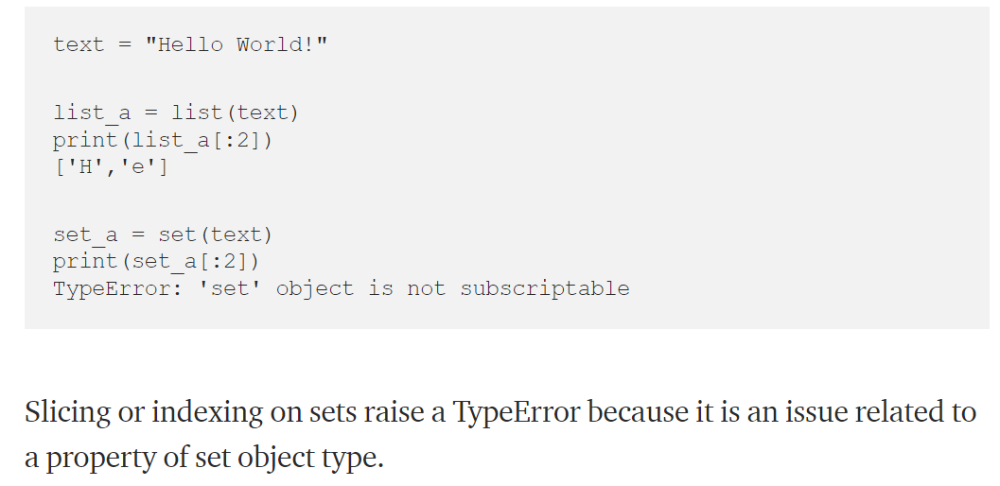 text = "Hello World!"
list_a = list(text)
print(list_a[:2])
['H','e']
set_a = set(text)
print(set_a[:2])
TypeError: 'set' object is not subscriptable
Slicing or indexing on sets raise a TypeError because it is an issue related to
a property of set object type.